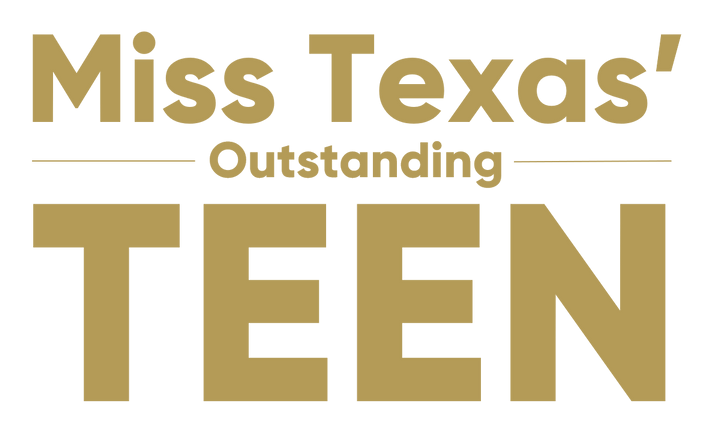 Miss Texas’
Outstanding
TEEN